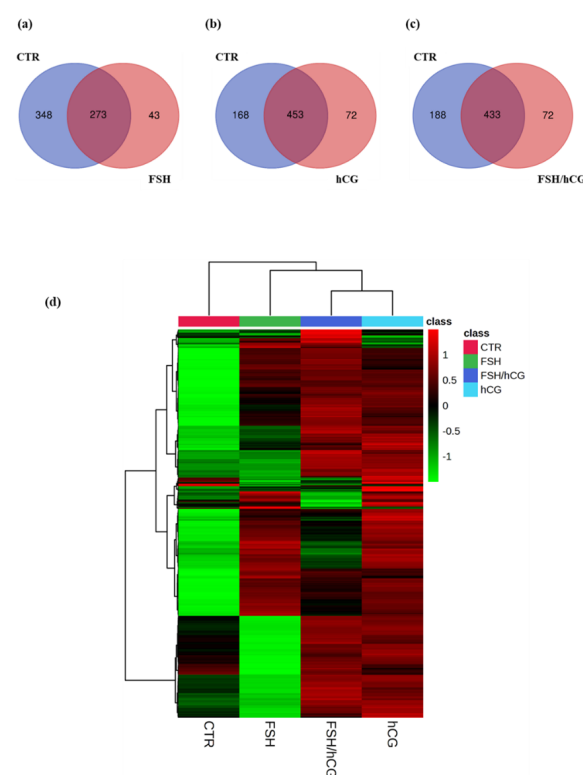 (a)
(b)
(c)
CTR
CTR
CTR
348
273
43
168
453
72
188
433
72
FSH
hCG
FSH/hCG
(d)
class
class
1
0.5
0
-0.5
-1
CTR
FSH
FSH/hCG
hCG
CTR
FSH
FSH/hCG
hCG